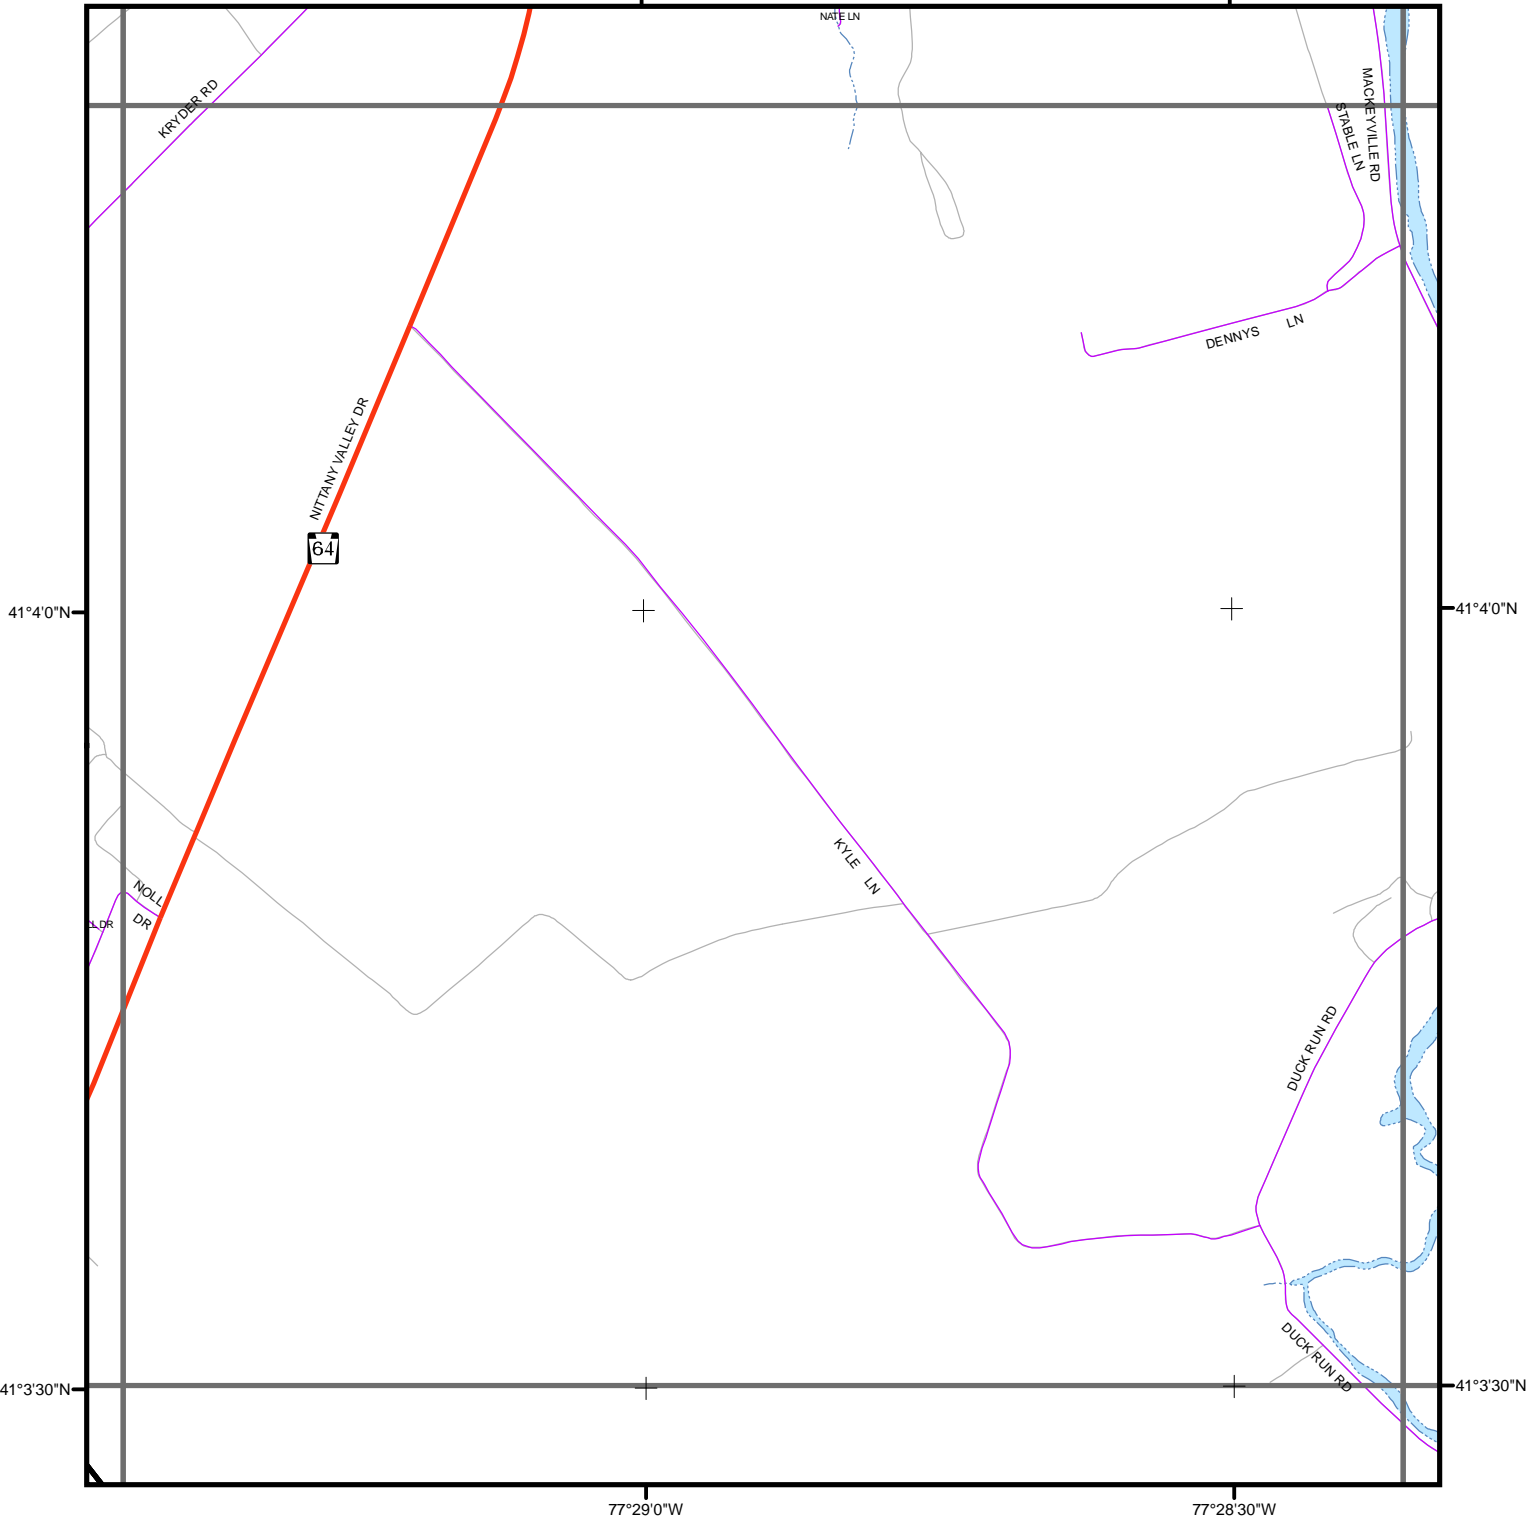 NATE LN
KRYDER RD
MACKEYVILLE RD
STABLE LN
DENNYS LN
NITTANY VALLEY DR
64
41°4'0"N
41°4'0"N
KYLE LN
NOLL DR
L DR
DUCK RUN RD
DUCK RUN RD
41°3'30"N
41°3'30"N
77°29'0"W
77°28'30"W